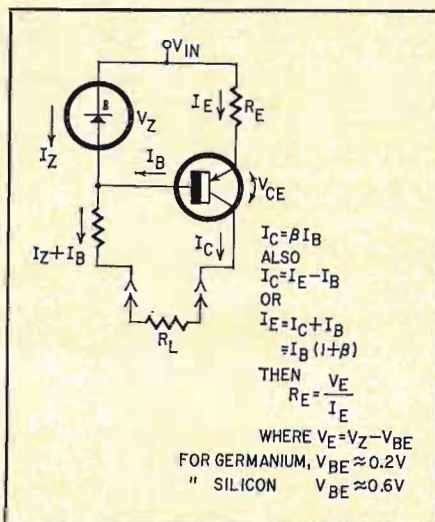 VIN
IE RE
B
VZ
IZ
IB
VCE
IZ+IB
IC
RL
IC=βIB
ALSO
IC=IE-IB
OR
IE=IC+IB
=IB(1+β)
THEN
RE=VE/IE
WHERE VE=VZ-VBE
FOR GERMANIUM, VBE≈0.2V
" SILICON VBE≈0.6V